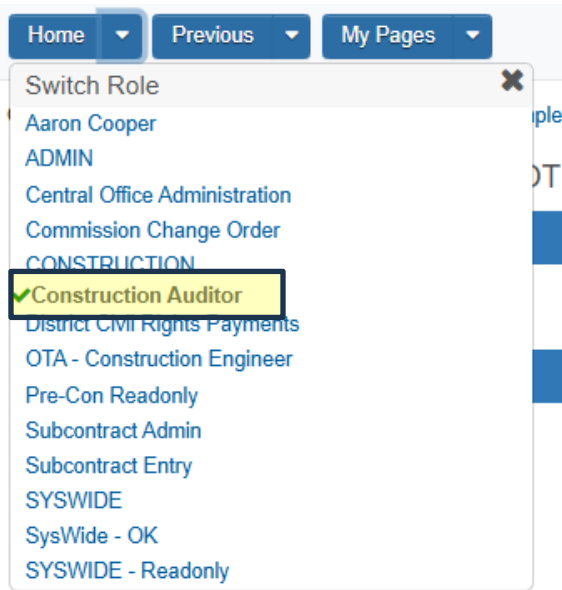 Home Previous My Pages
Switch Role
Aaron Cooper
ADMIN
Central Office Administration
Commission Change Order
CONSTRUCTION
Construction Auditor
District Civil Rights Payments
OTA - Construction Engineer
Pre-Con Readonly
Subcontract Admin
Subcontract Entry
SYSWIDE
SysWide - OK
SYSWIDE - Readonly